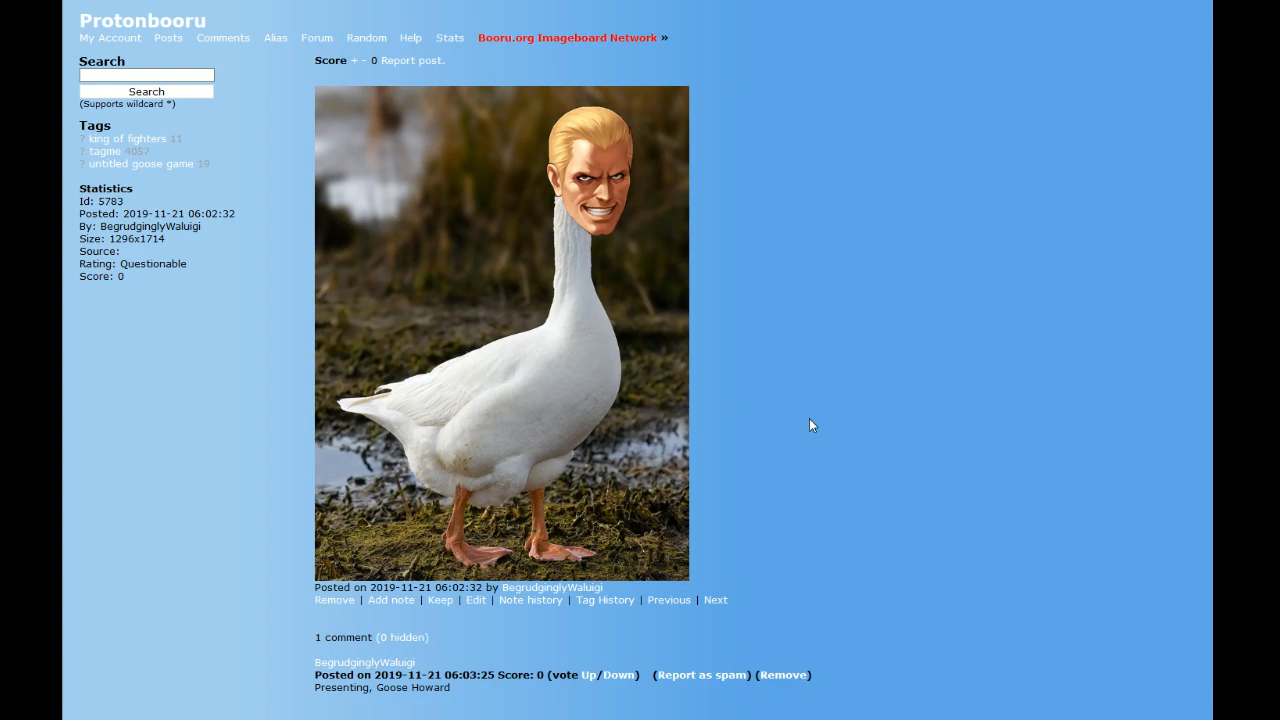 Protonbooru
My Account Posts Comments Alias Forum Random Help Stats Booru.org Imageboard Network »
Search
Search
(Supports wildcard *)
Tags
? king of fighters 11
? tagme 4057
? untitled goose game 19
Statistics
Id: 5783
Posted: 2019-11-21 06:02:32
By: BegrudginglyWaluigi
Size: 1296x1714
Source:
Rating: Questionable
Score: 0
Score + - 0 Report post.
Posted on 2019-11-21 06:02:32 by BegrudginglyWaluigi
Remove | Add note | Keep | Edit | Note history | Tag History | Previous | Next
1 comment (0 hidden)
BegrudginglyWaluigi
Posted on 2019-11-21 06:03:25 Score: 0 (vote Up/Down) (Report as spam) (Remove)
Presenting, Goose Howard